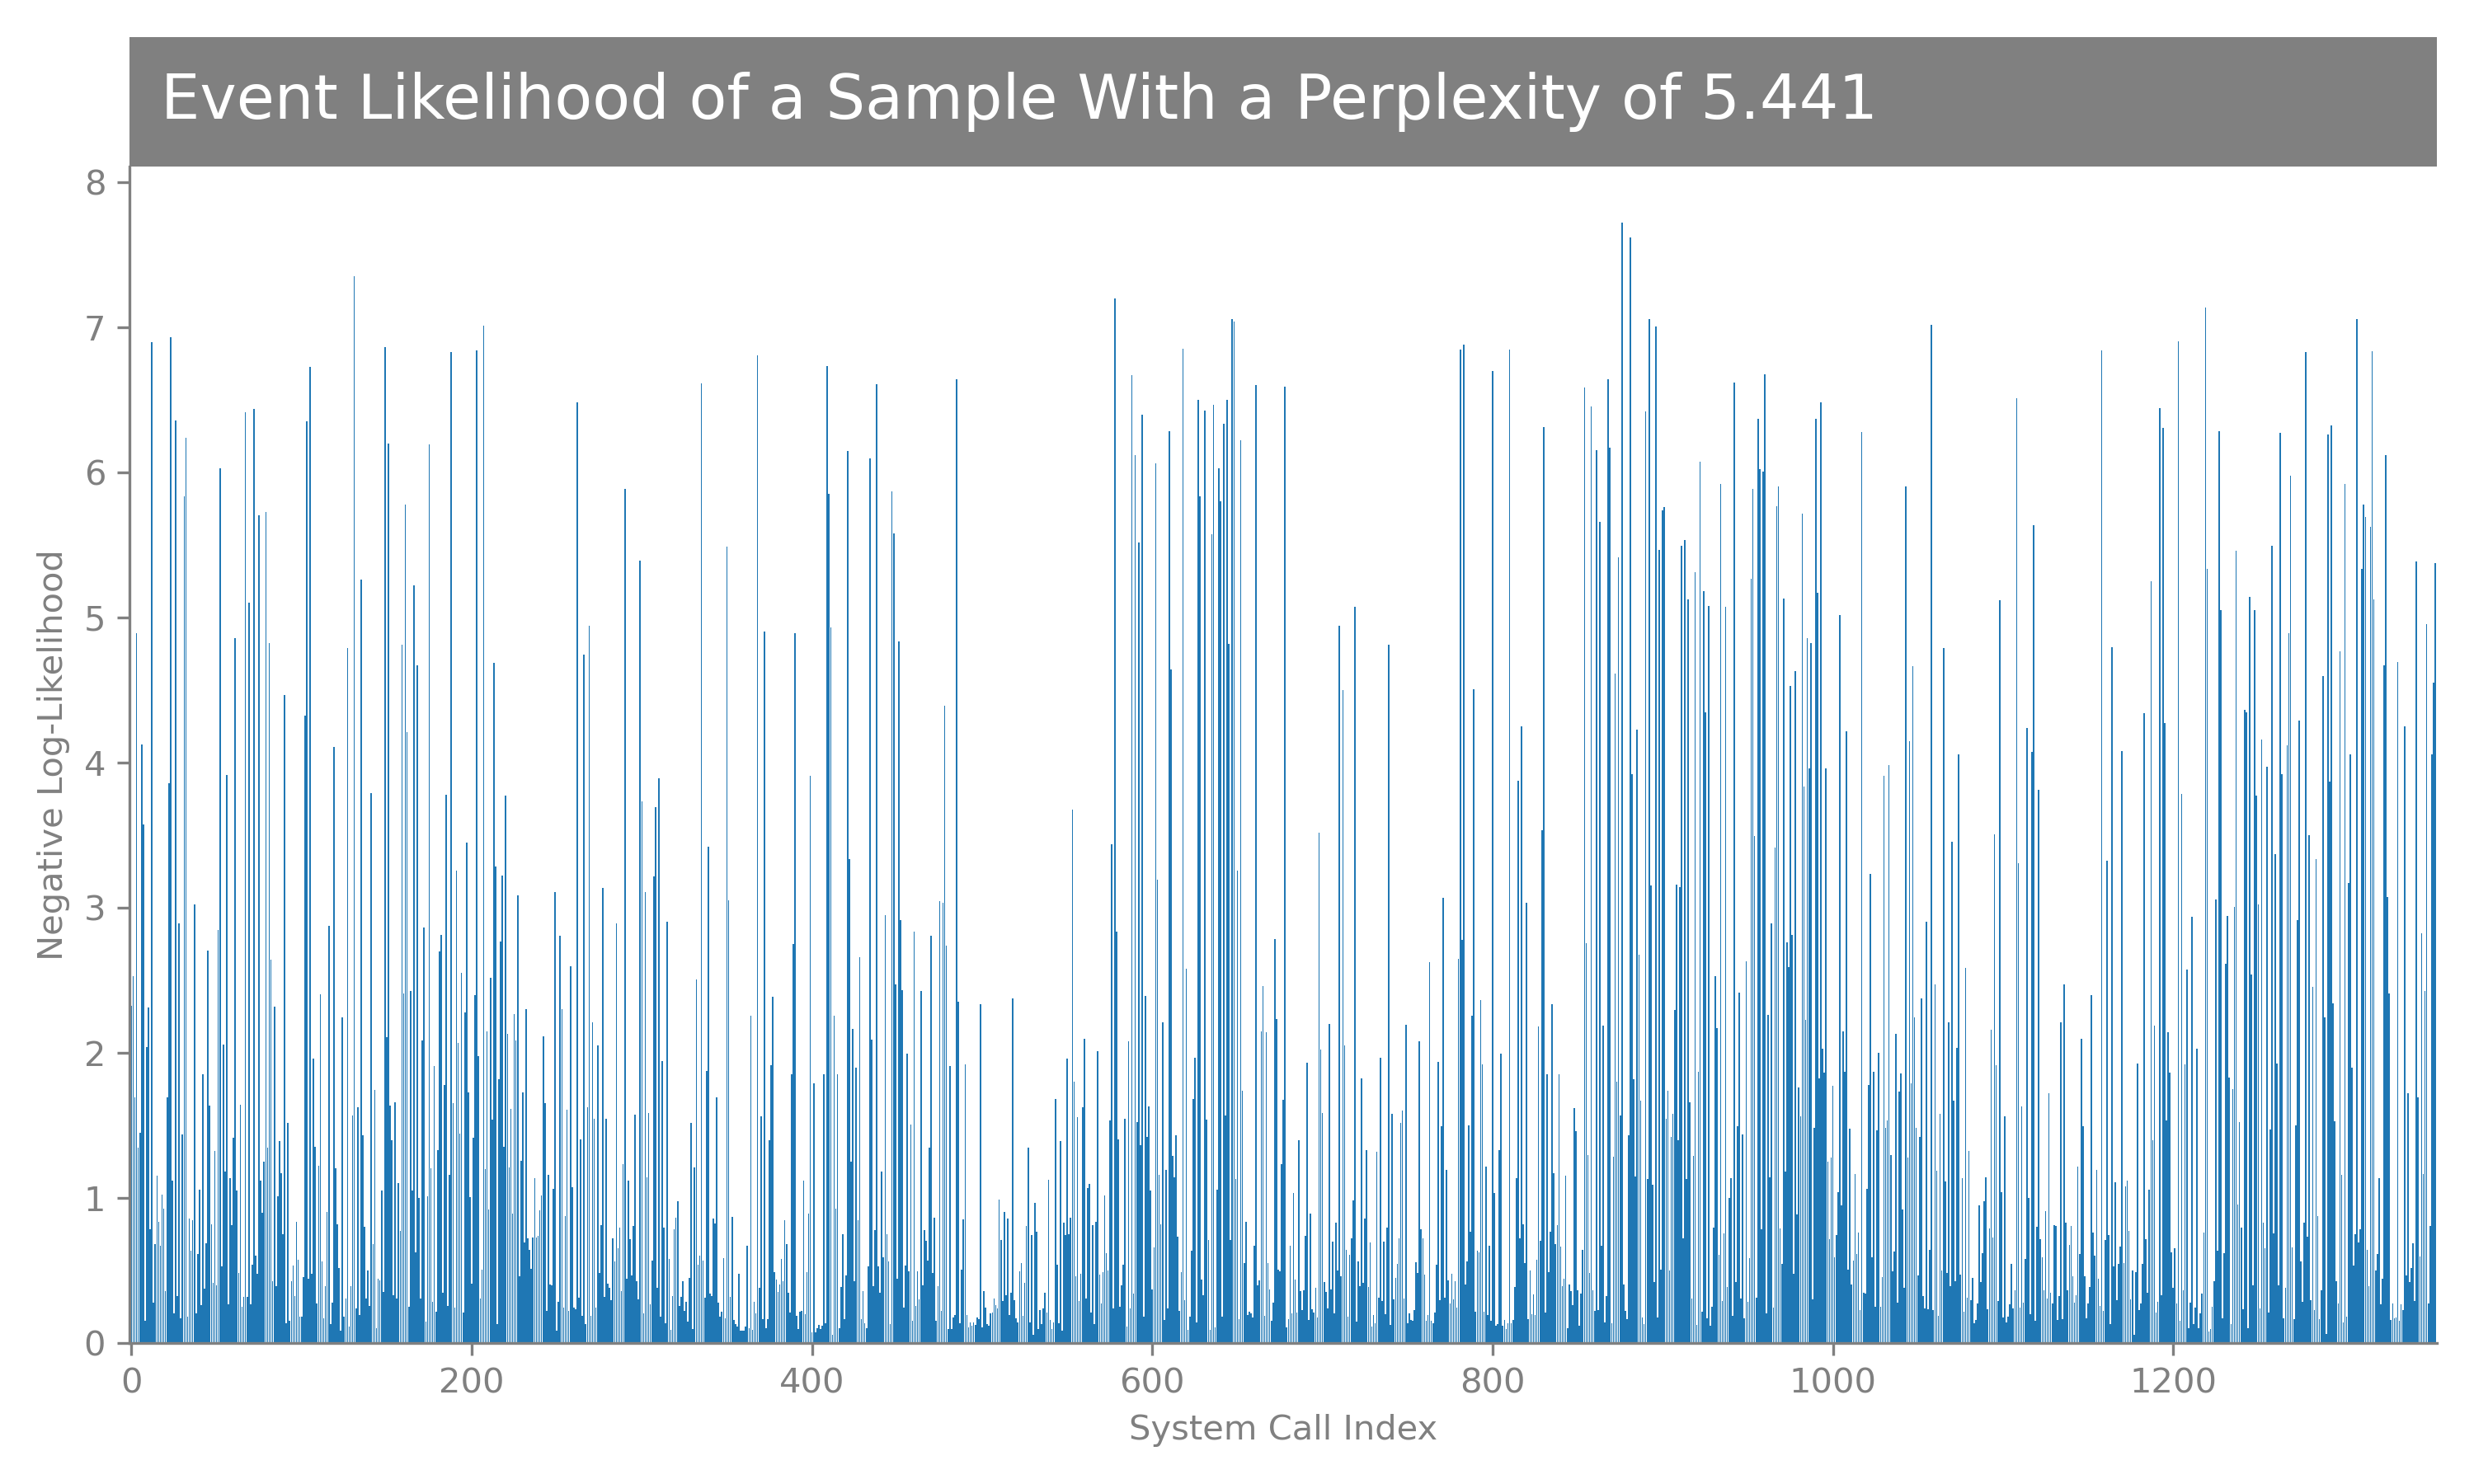 Event Likelihood of a Sample With a Perplexity of 5.441
8
7
6
5
4
3
2
1
0
Negative Log-Likelihood
0 200 400 600 800 1000 1200
System Call Index